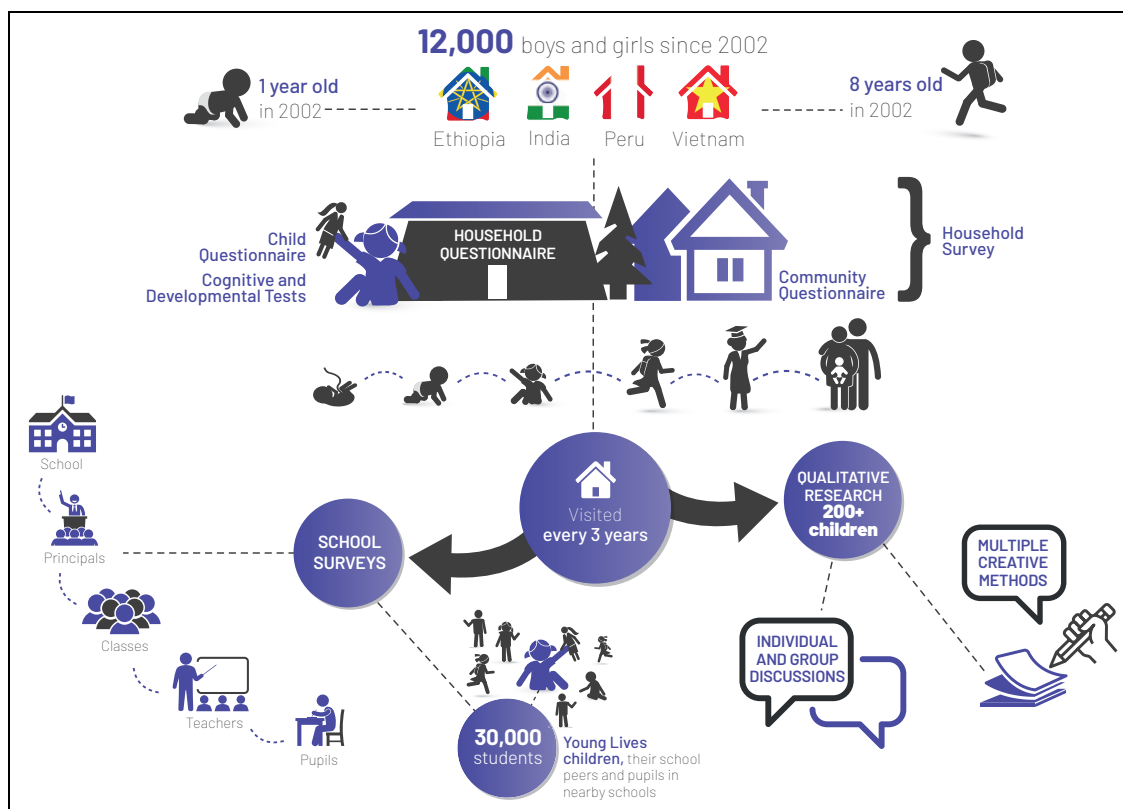 12,000 boys and girls since 2002
1 year old
in 2002
8 years old
in 2002
Ethiopia
India
Peru
Vietnam
Child
Questionnaire
Cognitive and
Developmental Tests
HOUSEHOLD
QUESTIONNAIRE
Community
Questionnaire
Household
Survey
School
Principals
Classes
Teachers
Pupils
SCHOOL
SURVEYS
Visited
every 3 years
QUALITATIVE
RESEARCH
200+
children
MULTIPLE
CREATIVE
METHODS
INDIVIDUAL
AND GROUP
DISCUSSIONS
30,000
students
Young Lives
children, their school
peers and pupils in
nearby schools